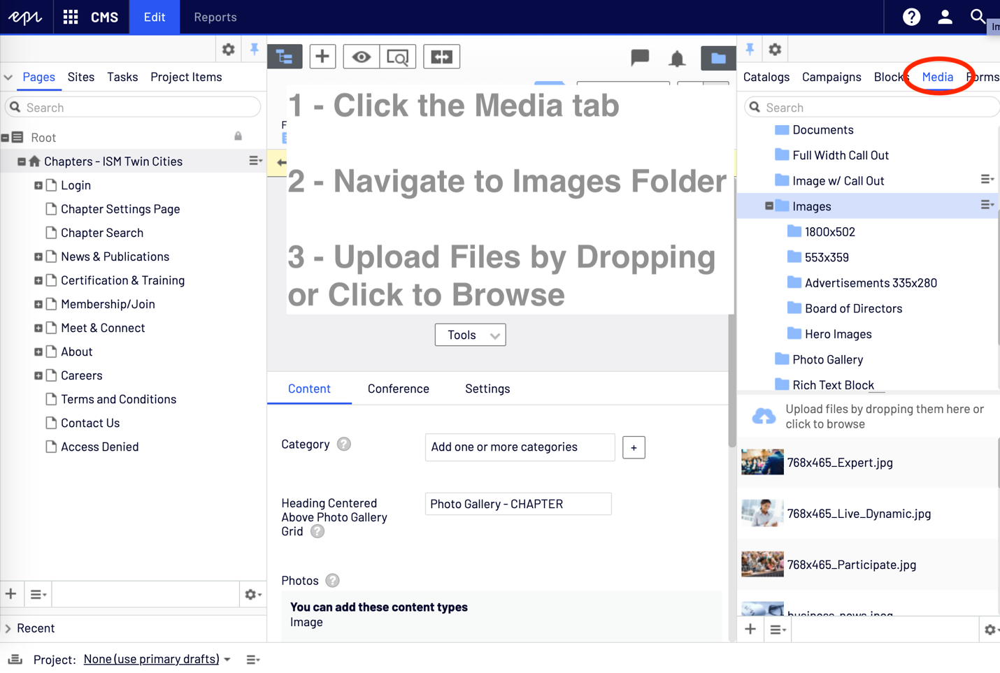 epi
CMS
Edit
Reports
Im
Pages
Sites
Tasks
Project Items
Search
Root
Chapters - ISM Twin Cities
Login
Chapter Settings Page
Chapter Search
News & Publications
Certification & Training
Membership/Join
Meet & Connect
About
Careers
Terms and Conditions
Contact Us
Access Denied
Recent
Project: None (use primary drafts)
F
1 - Click the Media tab
2 - Navigate to Images Folder
3 - Upload Files by Dropping
or Click to Browse
Tools
Content
Conference
Settings
Category ?
Add one or more categories
+
Heading Centered
Above Photo Gallery
Grid ?
Photo Gallery - CHAPTER
Photos ?
You can add these content types
Image
Catalogs
Campaigns
Blocks
Media
Forms
Search
Documents
Full Width Call Out
Image w/ Call Out
Images
1800x502
553x359
Advertisements 335x280
Board of Directors
Hero Images
Photo Gallery
Rich Text Block
Upload files by dropping them here or
click to browse
768x465_Expert.jpg
768x465_Live_Dynamic.jpg
768x465_Participate.jpg
business-news.jpeg